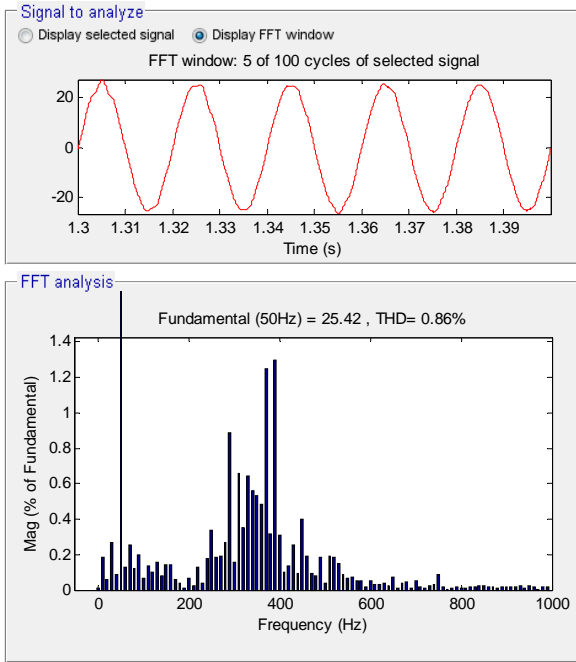 Signal to analyze
Display selected signal Display FFT window
FFT window: 5 of 100 cycles of selected signal
20
0
-20
1.3 1.31 1.32 1.33 1.34 1.35 1.36 1.37 1.38 1.39
Time (s)
FFT analysis
Fundamental (50Hz) = 25.42 , THD= 0.86%
1.4
1.2
1
0.8
0.6
0.4
0.2
0
Mag (% of Fundamental)
0 200 400 600 800 1000
Frequency (Hz)